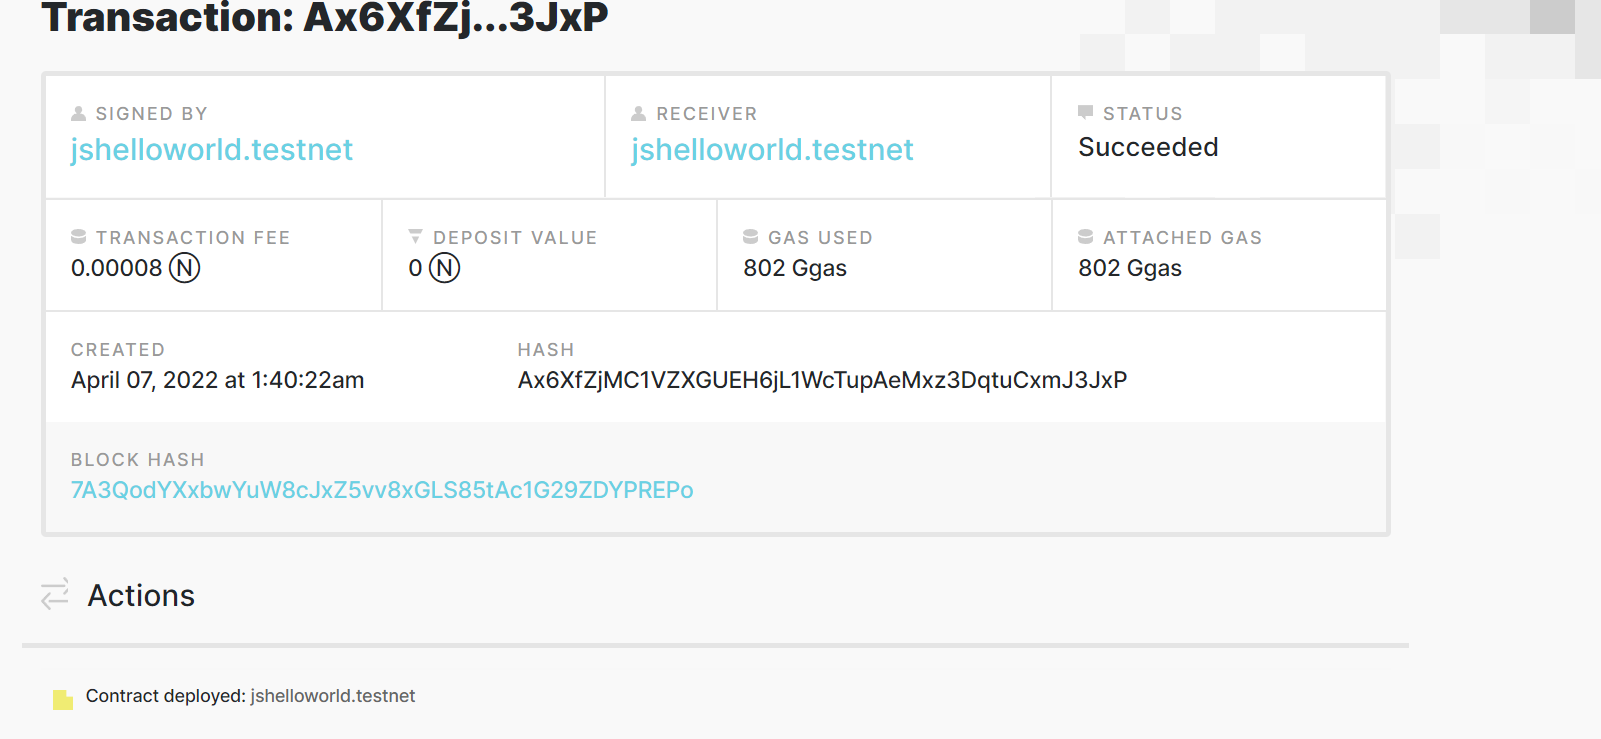 Transaction: Ax6XfZj...3JxP
SIGNED BY
jshelloworld.testnet
RECEIVER
jshelloworld.testnet
STATUS
Succeeded
TRANSACTION FEE
0.00008 Ⓝ
DEPOSIT VALUE
0 Ⓝ
GAS USED
802 Ggas
ATTACHED GAS
802 Ggas
CREATED
April 07, 2022 at 1:40:22am
HASH
Ax6XfZjMC1VZXGUEH6jL1WcTupAeMxz3DqtuCxmJ3JxP
BLOCK HASH
7A3QodYXxbwYuW8cJxZ5vv8xGLS85tAc1G29ZDYPREPo
Actions
Contract deployed: jshelloworld.testnet